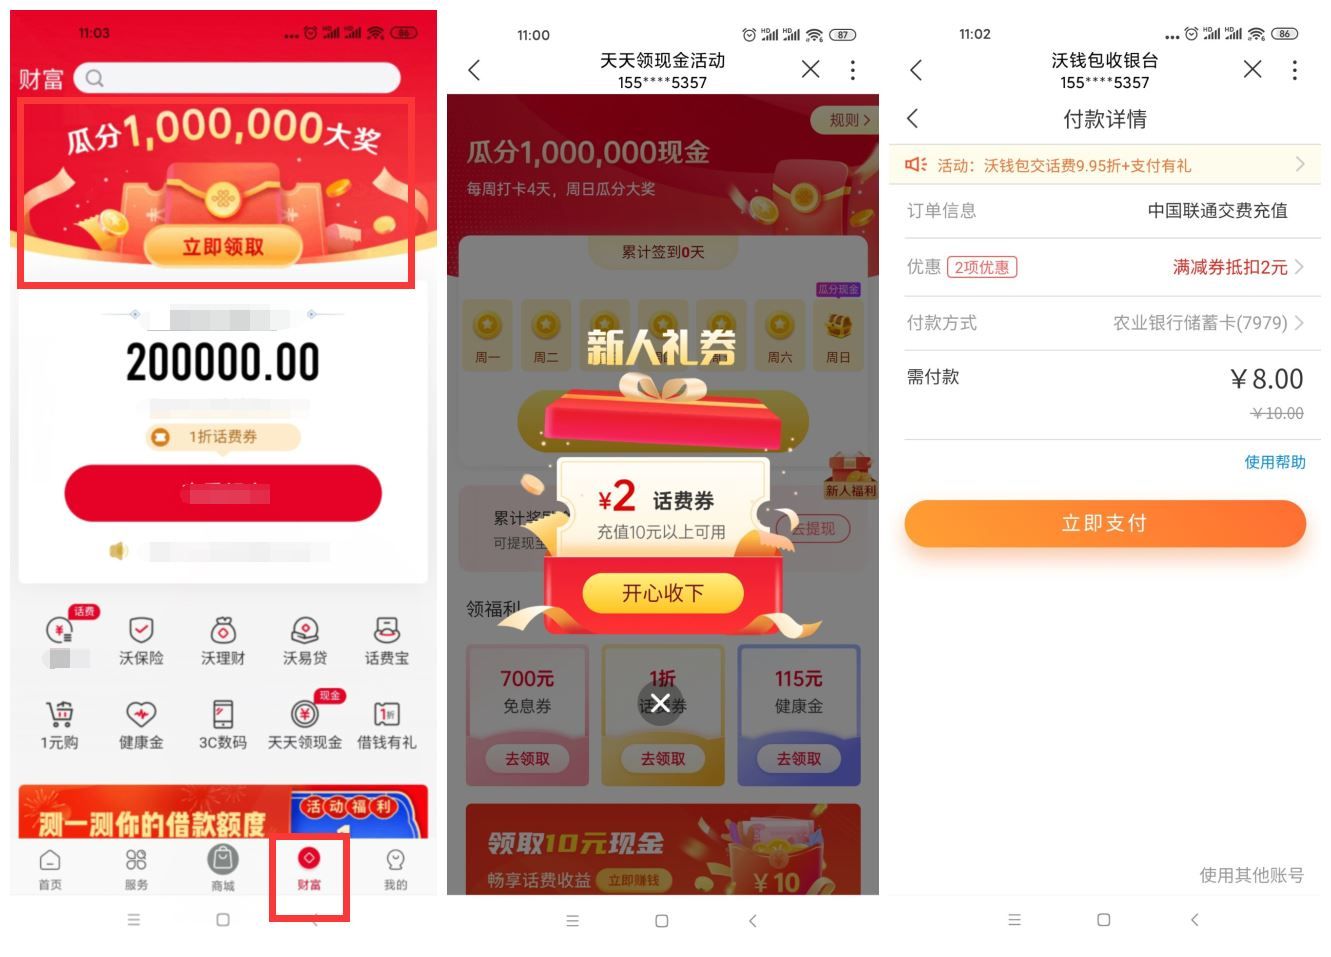 11:03
86
财富
瓜分1,000,000大奖
立即领取
200000.00
1折话费券
话费
沃保险
沃理财
沃易贷
话费宝
现金
1折
1元购
健康金
3C数码
天天领现金
借钱有礼
测一测你的借款额度
活动福利
首页
服务
商城
财富
我的
11:00
87
天天领现金活动
155****5357
规则
瓜分1,000,000现金
每周打卡4天，周日瓜分大奖
累计签到0天
瓜分现金
周一
周二
周六
周日
新人礼券
¥2 话费券
充值10元以上可用
开心收下
新人福利
累计奖
可提现至
去提现
领福利
700元
免息券
去领取
1折
话 券
去领取
115元
健康金
去领取
领取10元现金
畅享话费收益 立即赚钱
¥10
11:02
86
沃钱包收银台
155****5357
付款详情
活动：沃钱包交话费9.95折+支付有礼
订单信息 中国联通交费充值
优惠 2项优惠 满减券抵扣2元
付款方式 农业银行储蓄卡(7979)
需付款 ￥8.00
￥10.00
使用帮助
立即支付
使用其他账号